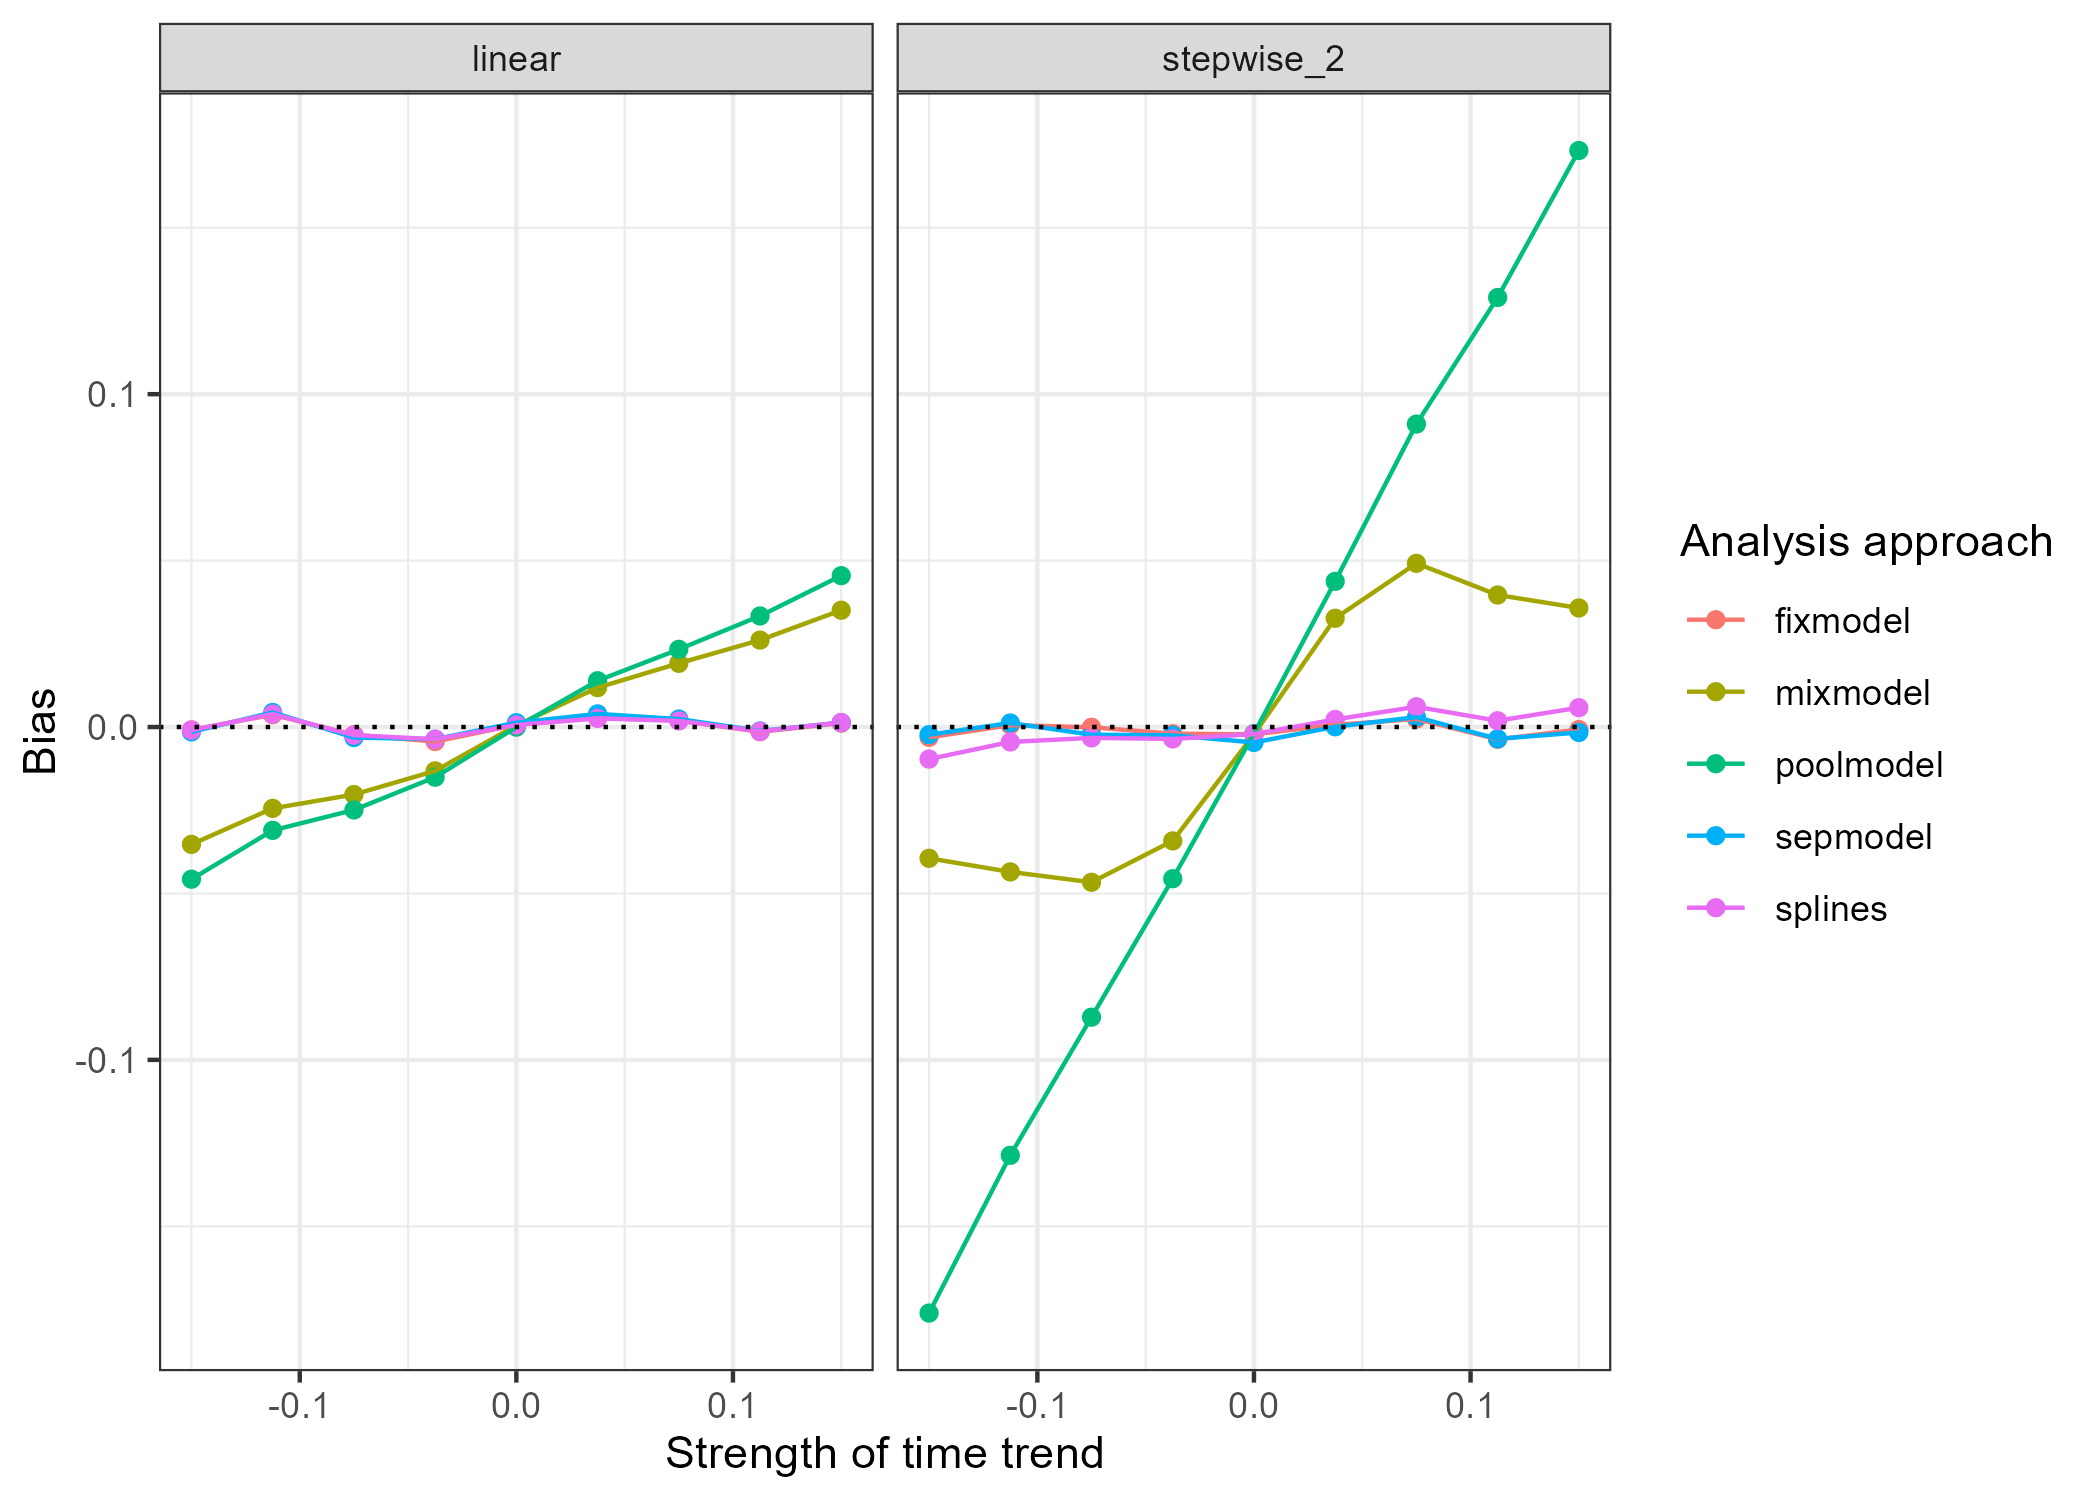 linear
stepwise_2
Bias
0.1
0.0
-0.1
-0.1
0.0
0.1
-0.1
0.0
0.1
Strength of time trend
Analysis approach
fixmodel
mixmodel
poolmodel
sepmodel
splines